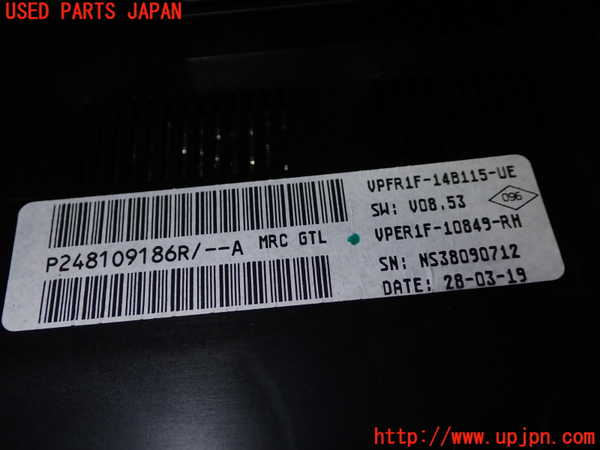 USED PARTS JAPAN
VPFR1F-14B115-UE
SW: V08.53
096
VPER1F-10849-RH
P248109186R/--A MRC GTL
SN: NS38090712
DATE: 28-03-19
http://www.upjpn.com/